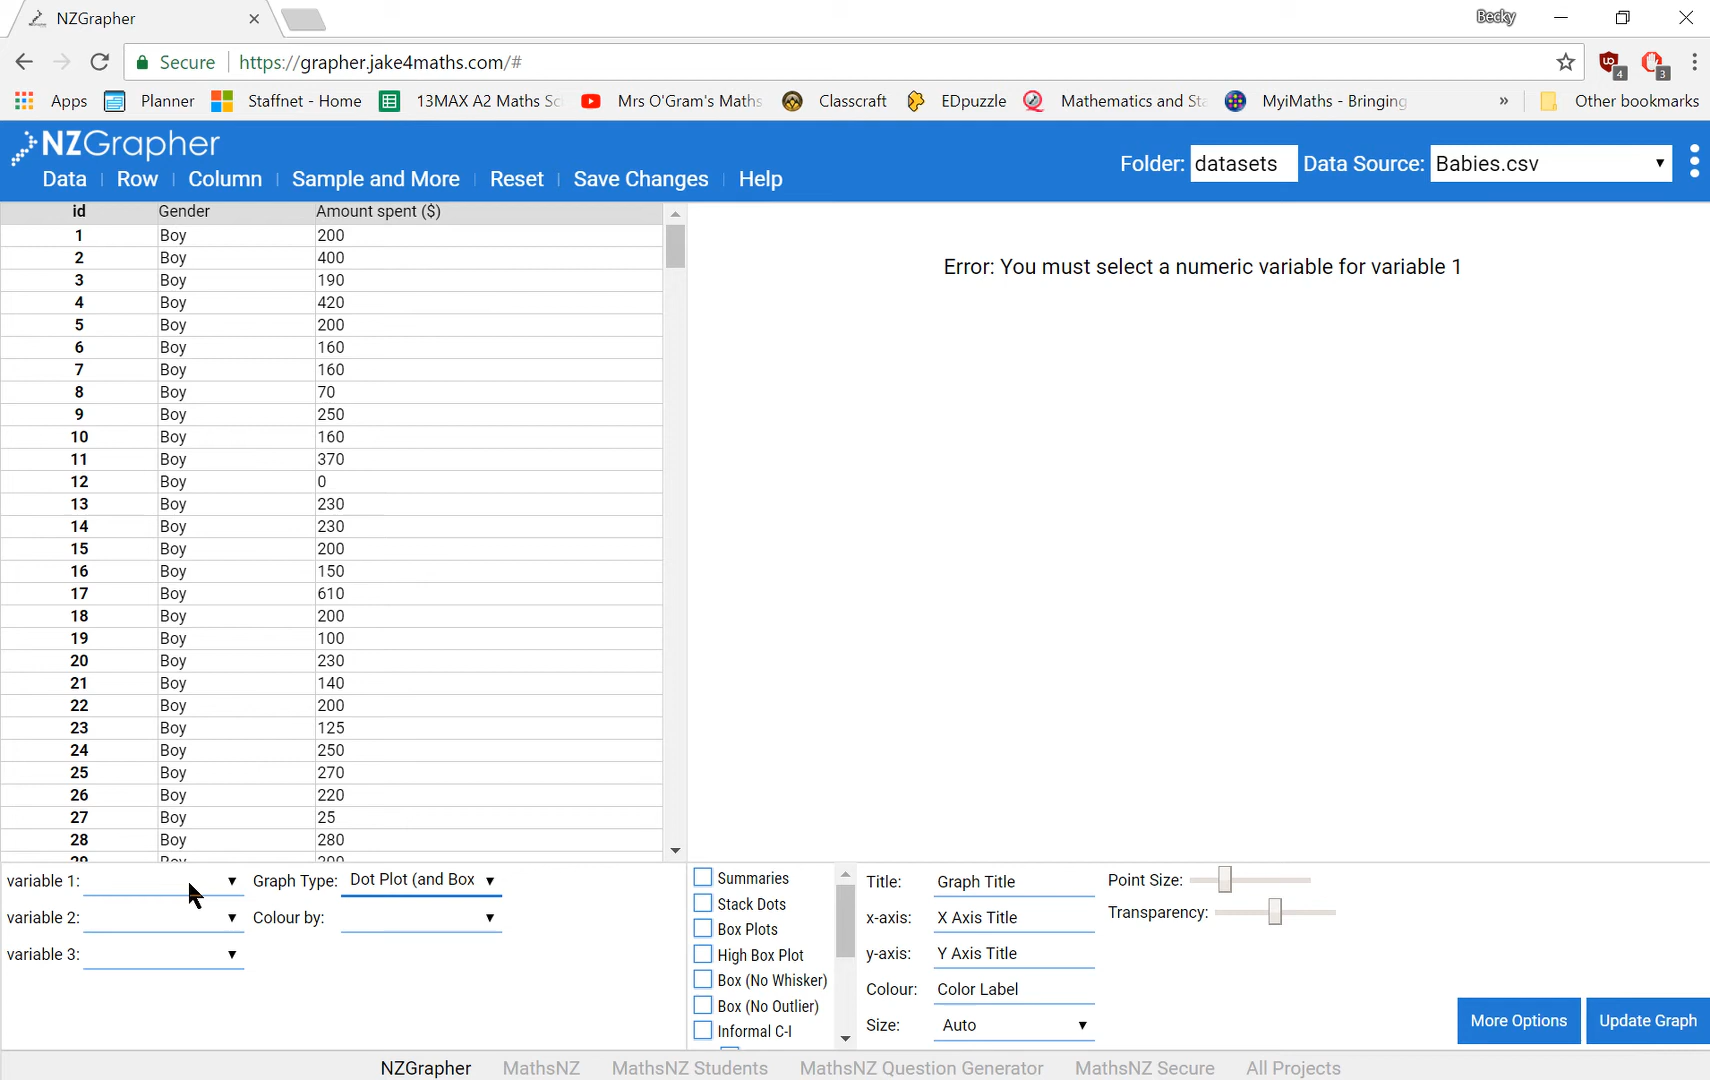 NZGrapher
Becky
Secure https://grapher.jake4maths.com/#
4
3
Apps Planner Staffnet - Home 13MAX A2 Maths Sc Mrs O'Gram's Maths Classcraft EDpuzzle Mathematics and Sta MyiMaths - Bringing » Other bookmarks
NZGrapher
Data Row Column Sample and More Reset Save Changes Help
Folder: datasets Data Source: Babies.csv
id Gender Amount spent ($)
1 Boy 200
2 Boy 400
3 Boy 190
4 Boy 420
5 Boy 200
6 Boy 160
7 Boy 160
8 Boy 70
9 Boy 250
10 Boy 160
11 Boy 370
12 Boy 0
13 Boy 230
14 Boy 230
15 Boy 200
16 Boy 150
17 Boy 610
18 Boy 200
19 Boy 100
20 Boy 230
21 Boy 140
22 Boy 200
23 Boy 125
24 Boy 250
25 Boy 270
26 Boy 220
27 Boy 25
28 Boy 280
29 Boy
Error: You must select a numeric variable for variable 1
variable 1:
variable 2:
variable 3:
Graph Type: Dot Plot (and Box
Colour by:
Summaries
Stack Dots
Box Plots
High Box Plot
Box (No Whisker)
Box (No Outlier)
Informal C-I
Title: Graph Title
x-axis: X Axis Title
y-axis: Y Axis Title
Colour: Color Label
Size: Auto
Point Size:
Transparency:
More Options Update Graph
NZGrapher MathsNZ MathsNZ Students MathsNZ Question Generator MathsNZ Secure All Projects